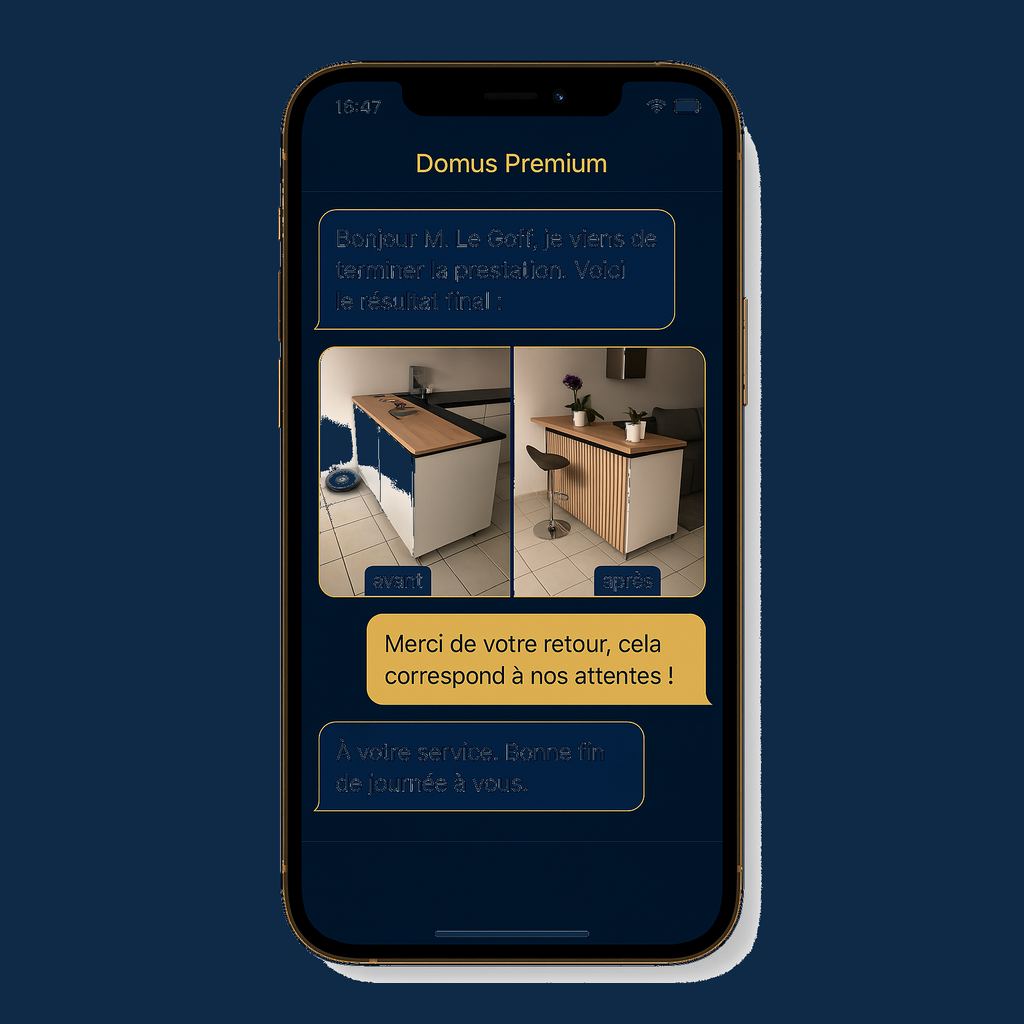 18:47
Domus Premium
Bonjour M. Le Goff, je viens de
terminer la prestation. Voici
le résultat final :
avant
après
Merci de votre retour, cela
correspond à nos attentes !
À votre service. Bonne fin
de journée à vous.